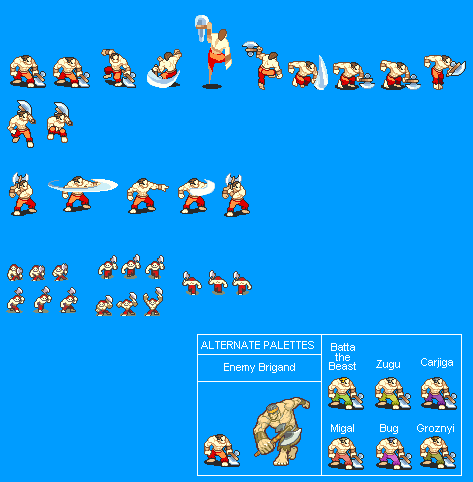 ALTERNATE PALETTES
Enemy Brigand
Batta
the
Beast
Zugu
Carjiga
Migal
Bug
Groznyi